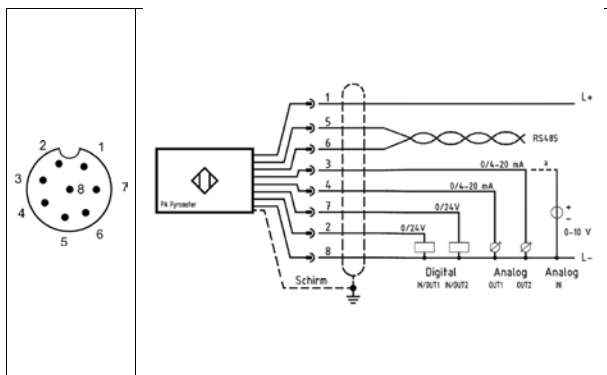 2 1
3 8 7
4
5 6
PA Pyrometer
1 L+
5
6 RS485
3 0/4-20 mA a
4 0/4-20 mA
7 0/24V
2 0/24V
+
-
0-10 V
8 L-
Schirm
Digital Analog Analog
IN/OUT1 IN/OUT2 OUT1 OUT2 IN